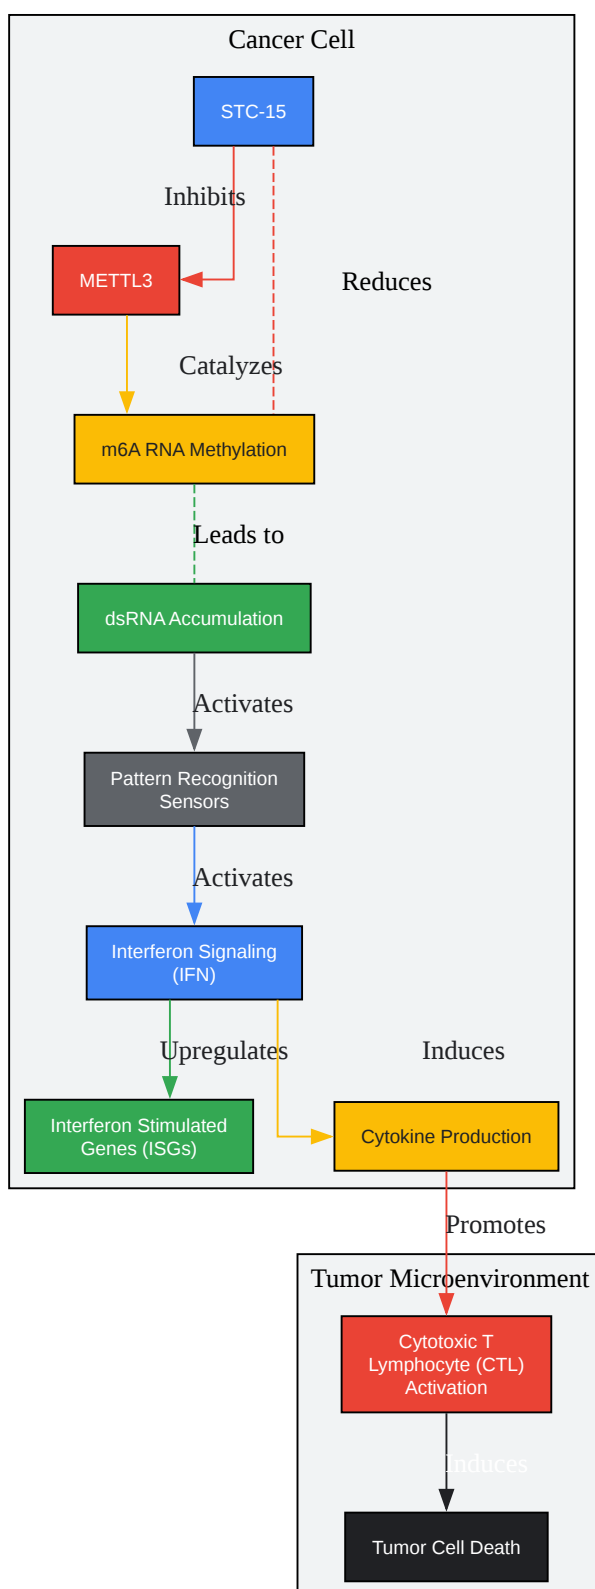 Cancer Cell
STC-15
Inhibits
METTL3
Reduces
Catalyzes
m6A RNA Methylation
Leads to
dsRNA Accumulation
Activates
Pattern Recognition
Sensors
Activates
Interferon Signaling
(IFN)
Upregulates
Induces
Interferon Stimulated
Genes (ISGs)
Cytokine Production
Promotes
Tumor Microenvironment
Cytotoxic T
Lymphocyte (CTL)
Activation
Induces
Tumor Cell Death